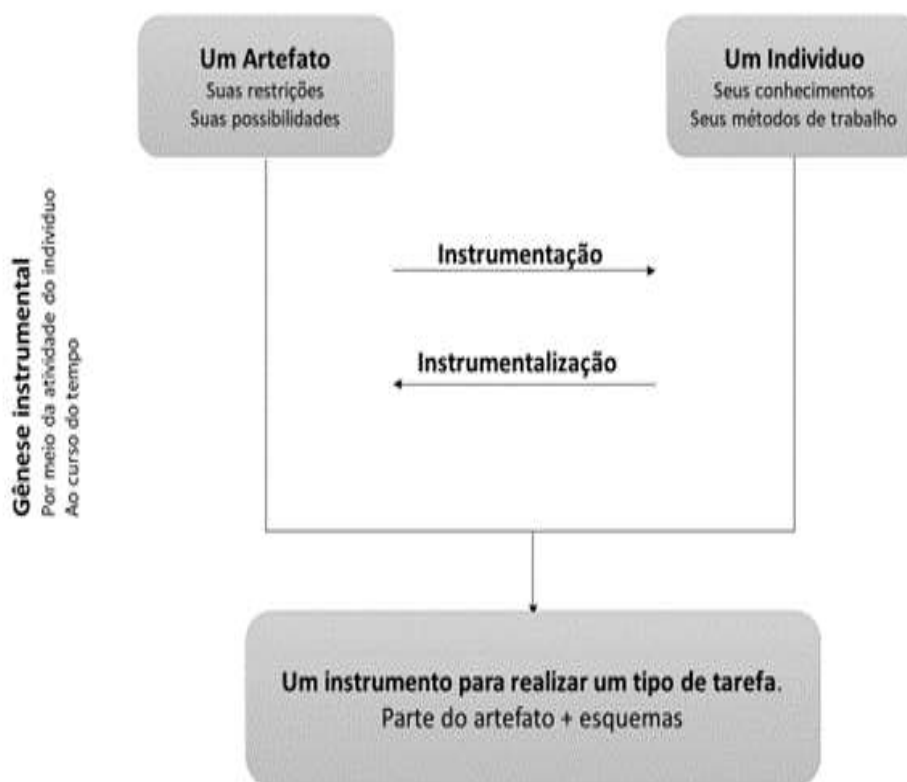 Um Artefato
Suas restrições
Suas possibilidades
Um Individuo
Seus conhecimentos
Seus métodos de trabalho
Gênese instrumental
Por meio da atividade do indivíduo
Ao curso do tempo
Instrumentação
Instrumentalização
Um instrumento para realizar um tipo de tarefa.
Parte do artefato + esquemas